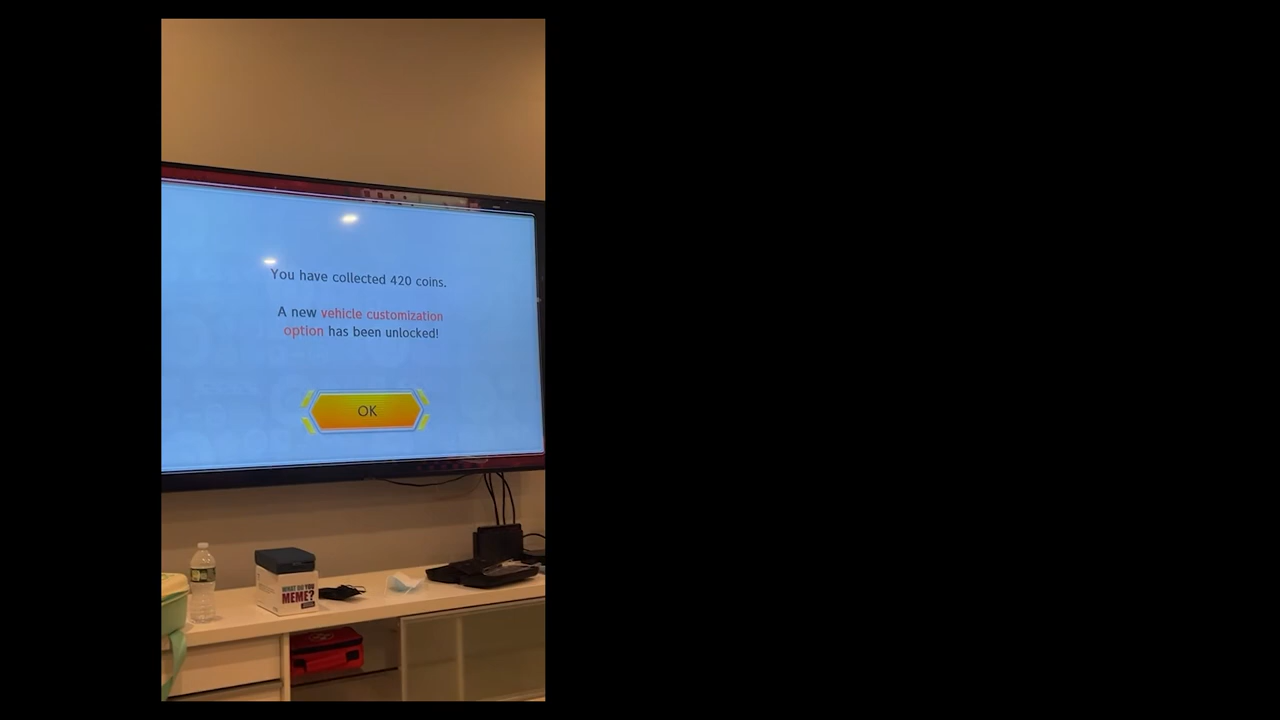 You have collected 420 coins.
A new vehicle customization
option has been unlocked!
OK
WHAT DO YOU
MEME?